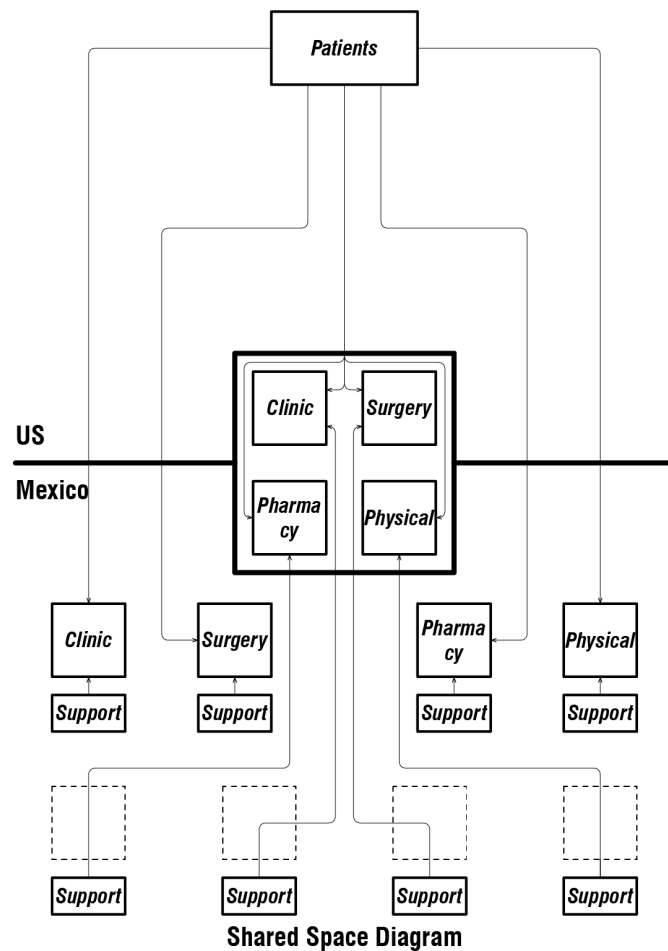 Patients
Clinic
Surgery
US
Mexico
Pharma
cy
Physical
Clinic
Surgery
Pharma
cy
Physical
Support
Support
Support
Support
Support
Support
Support
Support
Shared Space Diagram